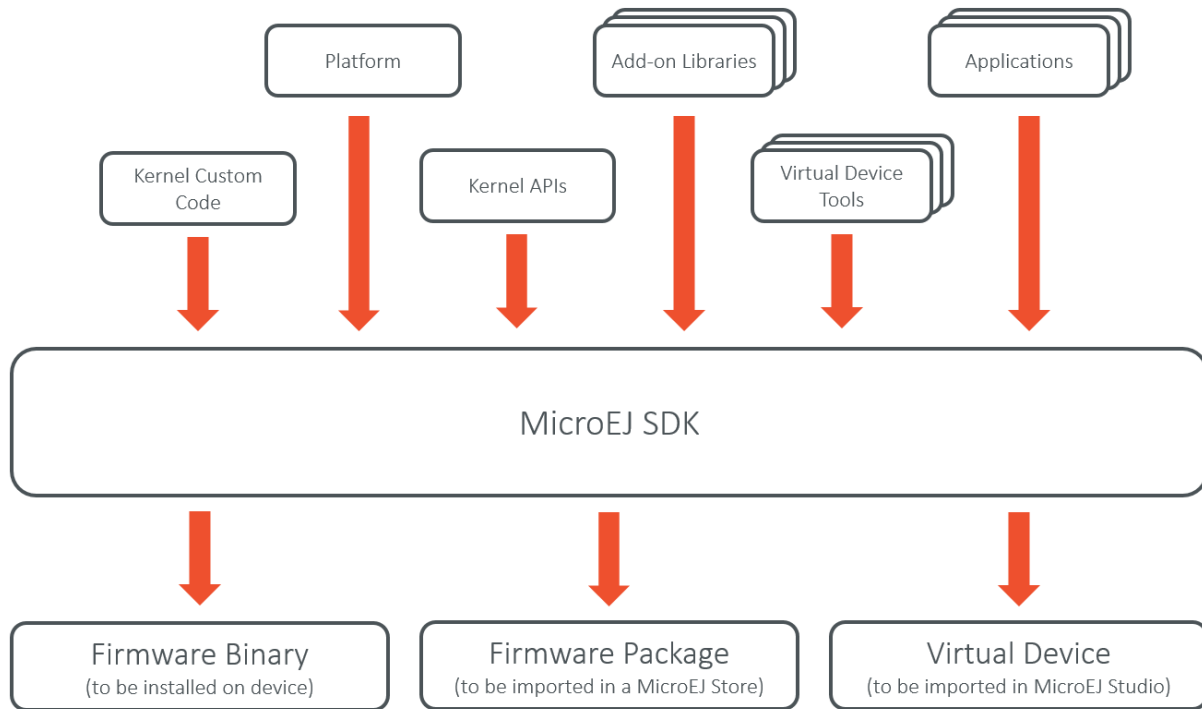 Platform
Add-on Libraries
Applications
Kernel Custom
Code
Kernel APIs
Virtual Device
Tools
MicroEJ SDK
Firmware Binary
(to be installed on device)
Firmware Package
(to be imported in a MicroEJ Store)
Virtual Device
(to be imported in MicroEJ Studio)